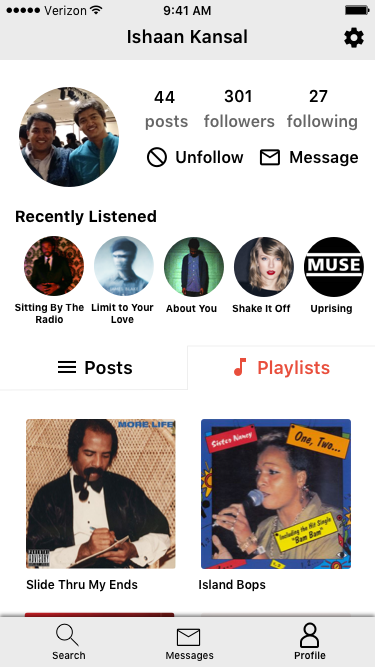 Verizon 9:41 AM
Ishaan Kansal
44 301 27
posts followers following
Unfollow Message
Recently Listened
MUSE
Sitting By The Radio
Limit to Your Love
About You
Shake It Off
Uprising
Posts Playlists
MORE LIFE
Sister Nancy
One, Two...
Including the Hit Single
"Bam Bam"
Slide Thru My Ends
Island Bops
Search Messages Profile